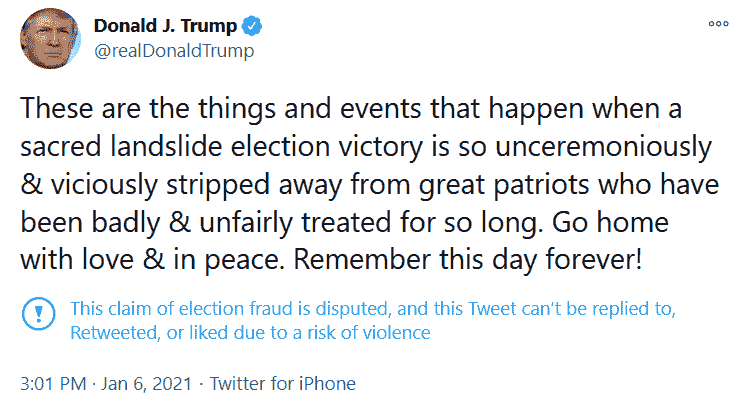 Donald J. Trump
@realDonaldTrump
These are the things and events that happen when a
sacred landslide election victory is so unceremoniously
& viciously stripped away from great patriots who have
been badly & unfairly treated for so long. Go home
with love & in peace. Remember this day forever!
This claim of election fraud is disputed, and this Tweet can't be replied to,
Retweeted, or liked due to a risk of violence
3:01 PM · Jan 6, 2021 · Twitter for iPhone